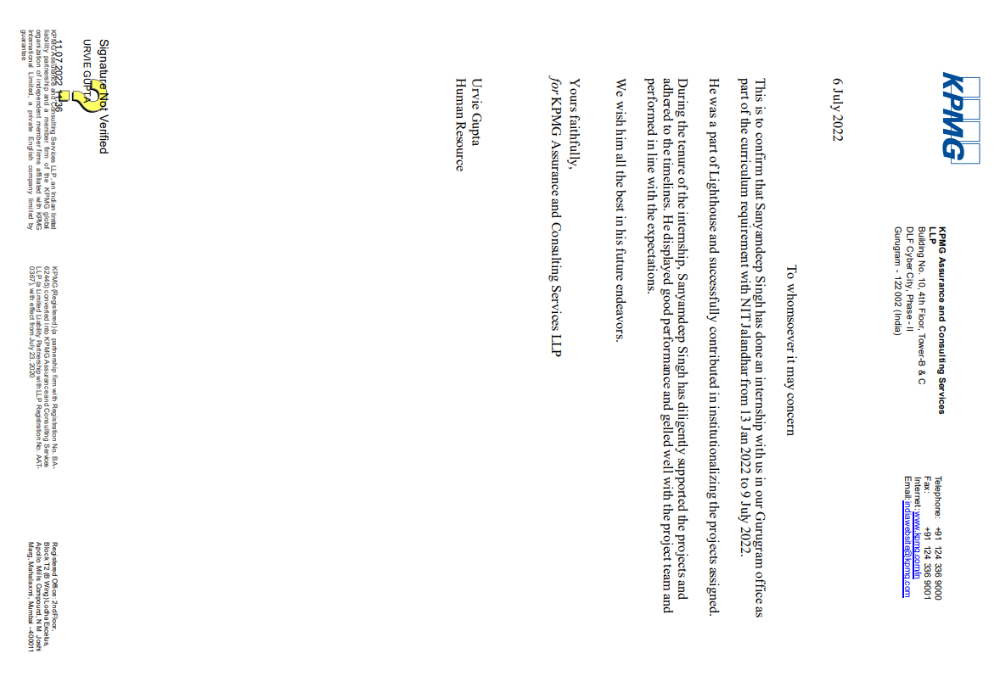 KPMG
KPMG Assurance and Consulting Services
LLP
Building No. 10, 4th Floor, Tower-B & C
DLF Cyber City, Phase - II
Gurugram - 122 002 (India)
Telephone: +91 124 336 9000
Fax: +91 124 336 9001
Internet: www.kpmg.com/in
Email: indiawebsite@kpmg.com
6 July 2022
To whomsoever it may concern
This is to confirm that Sanyamdeep Singh has done an internship with us in our Gurugram office as
part of the curriculum requirement with NIT Jalandhar from 13 Jan 2022 to 9 July 2022.
He was a part of Lighthouse and successfully contributed in institutionalizing the projects assigned.
During the tenure of the internship, Sanyamdeep Singh has diligently supported the projects and
adhered to the timelines. He displayed good performance and gelled well with the project team and
performed in line with the expectations.
We wish him all the best in his future endeavors.
Yours faithfully,
for KPMG Assurance and Consulting Services LLP
Urvie Gupta
Human Resource
Signature Not Verified
URVIE GUPTA
11.07.2022 11:36
KPMG Assurance and Consulting Services LLP, an Indian limited
liability partnership and a member firm of the KPMG global
organization of independent member firms affiliated with KPMG
International Limited, a private English company limited by
guarantee
KPMG (Registered) (a partnership firm with Registration No. BA-
62445) converted into KPMG Assurance and Consulting Services
LLP (a Limited Liability Partnership with LLP Registration No. AAT-
0367), with effect from July 23, 2020
Registered Office: 2nd Floor,
Block T2 (B Wing) Lodha Excelus,
Apollo Mills Compound, N M Joshi
Marg, Mahalaxmi, Mumbai - 400011